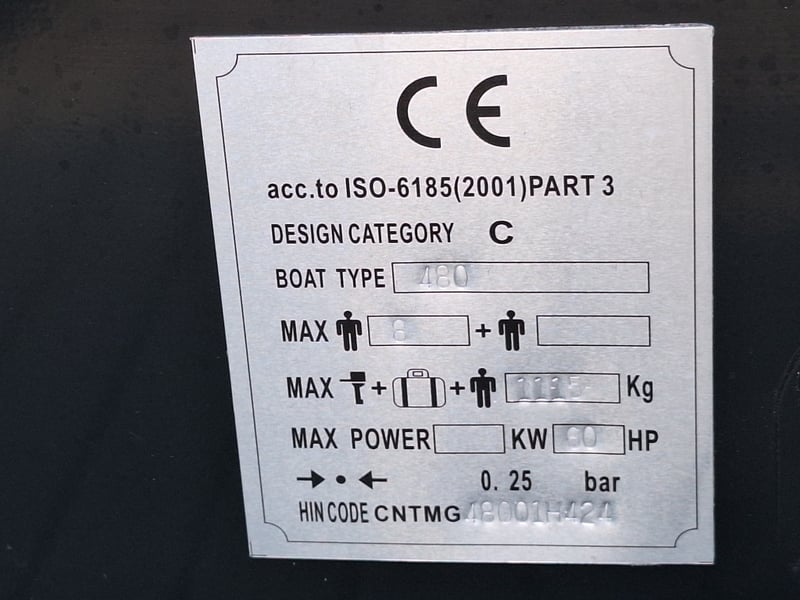 CE
acc.to ISO-6185(2001)PART 3
DESIGN CATEGORY C
BOAT TYPE 480
MAX 8 +
MAX + + 1115 Kg
MAX POWER KW 60 HP
0.25 bar
HIN CODE CNTMG48001H424